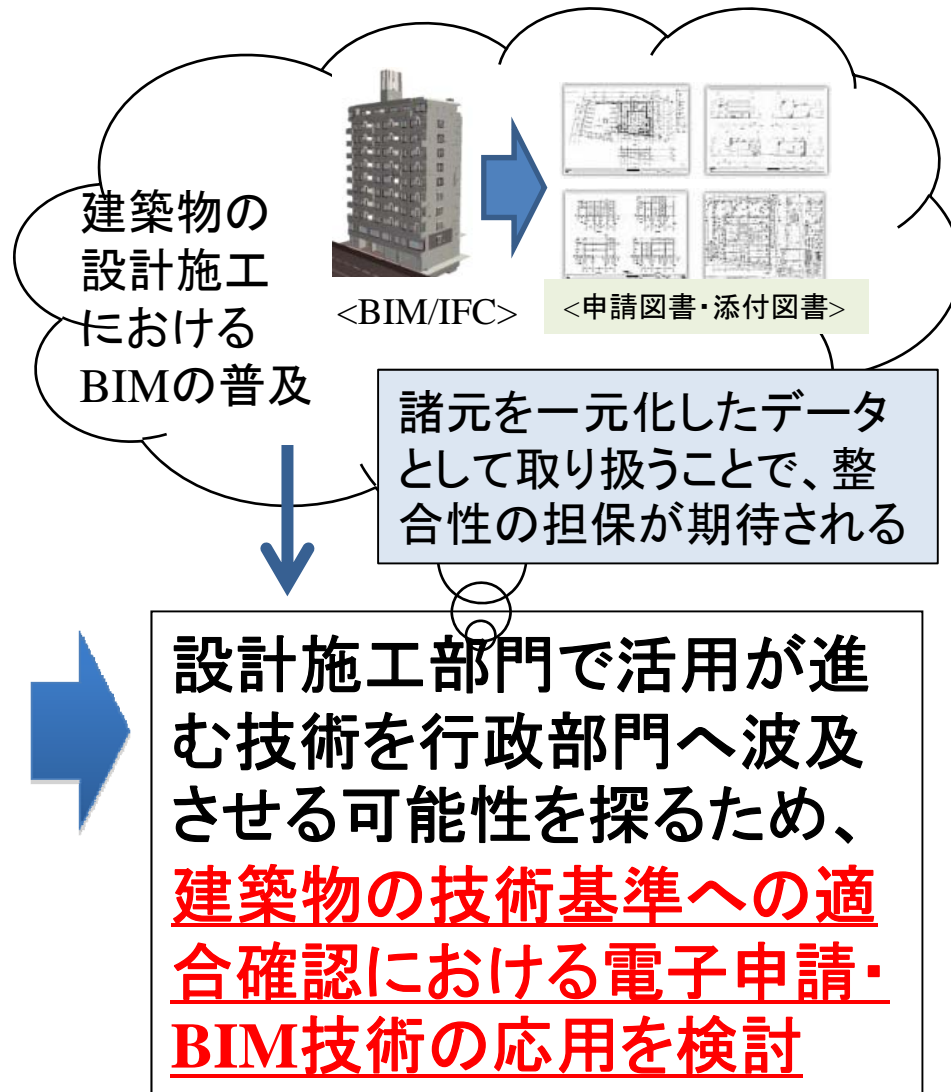 建築物の
設計施工
における
BIMの普及
<BIM/IFC>
<申請図書・添付図書>
諸元を一元化したデータ
として取り扱うことで、整
合性の担保が期待される
設計施工部門で活用が進
む技術を行政部門へ波及
させる可能性を探るため、
建築物の技術基準への適
合確認における電子申請・
BIM技術の応用を検討